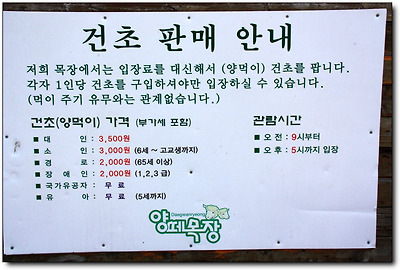 건초 판매 안내
저희 목장에서는 입장료를 대신해서 (양먹이) 건초를 팝니다.
각자 1인당 건초를 구입하셔야만 입장하실 수 있습니다.
(먹이 주기 유무와는 관계없습니다.)
건초(양먹이) 가격 (부가세 포함)
■ 대 인 : 3,500원
■ 소 인 : 3,000원 (6세 ~ 고교생까지)
■ 경 로 : 2,000원 (65세 이상)
■ 장 애 인 : 2,000원 (1,2,3 급)
■ 국가유공자 : 무 료
■ 유 아 : 무 료 (5세까지)
관람시간
■ 오 전 : 9시부터
■ 오 후 : 5시까지 입장
Daegwanryeong
양떼목장